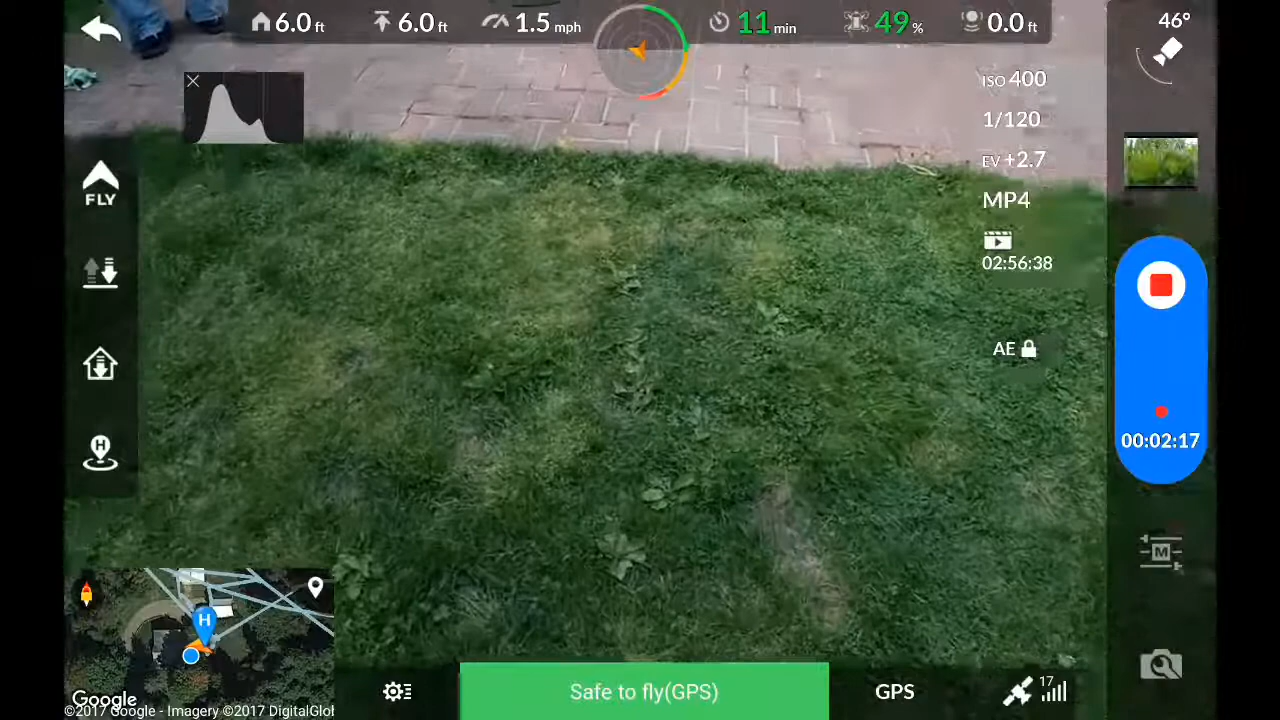 6.0 ft
6.0 ft
1.5 mph
11 min
49 %
0.0 ft
46°
ISO 400
1/120
EV +2.7
MP4
02:56:38
AE
FLY
H
00:02:17
M
H
Google
©2017 Google - Imagery ©2017 DigitalGlo
Safe to fly(GPS)
GPS
17